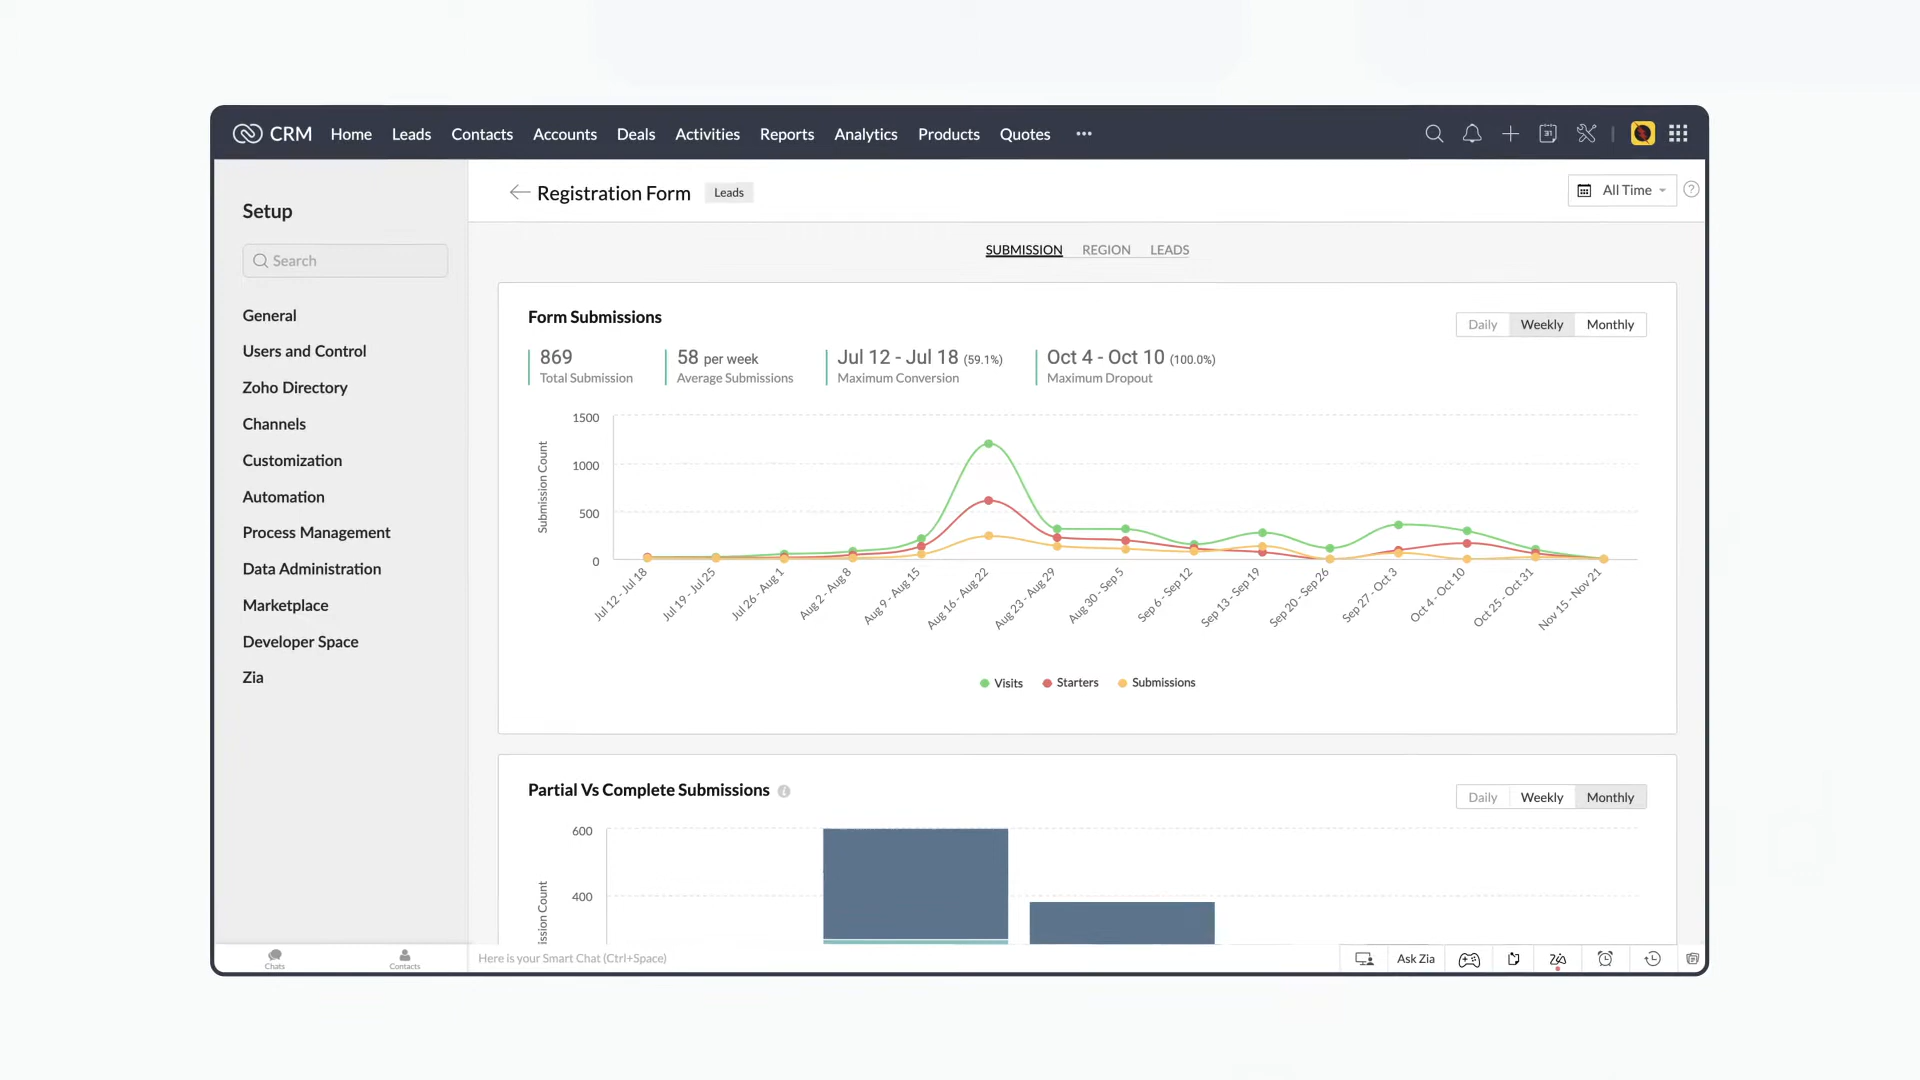 CRM Home Leads Contacts Accounts Deals Activities Reports Analytics Products Quotes
31
Setup
Search
General
Users and Control
Zoho Directory
Channels
Customization
Automation
Process Management
Data Administration
Marketplace
Developer Space
Zia
Chats
Contacts
Registration Form
Leads
All Time
?
SUBMISSION REGION LEADS
Form Submissions
Daily Weekly Monthly
869
Total Submission
58 per week
Average Submissions
Jul 12 - Jul 18 (59.1%)
Maximum Conversion
Oct 4 - Oct 10 (100.0%)
Maximum Dropout
Submission Count
1500
1000
500
0
Jul 12 - Jul 18
Jul 19 - Jul 25
Jul 26 - Aug 1
Aug 2 - Aug 8
Aug 9 - Aug 15
Aug 16 - Aug 22
Aug 23 - Aug 29
Aug 30 - Sep 5
Sep 6 - Sep 12
Sep 13 - Sep 19
Sep 20 - Sep 26
Sep 27 - Oct 3
Oct 4 - Oct 10
Oct 25 - Oct 31
Nov 15 - Nov 21
Visits Starters Submissions
Partial Vs Complete Submissions
i
Daily Weekly Monthly
600
400
ission Count
Here is your Smart Chat (Ctrl+Space)
Ask Zia